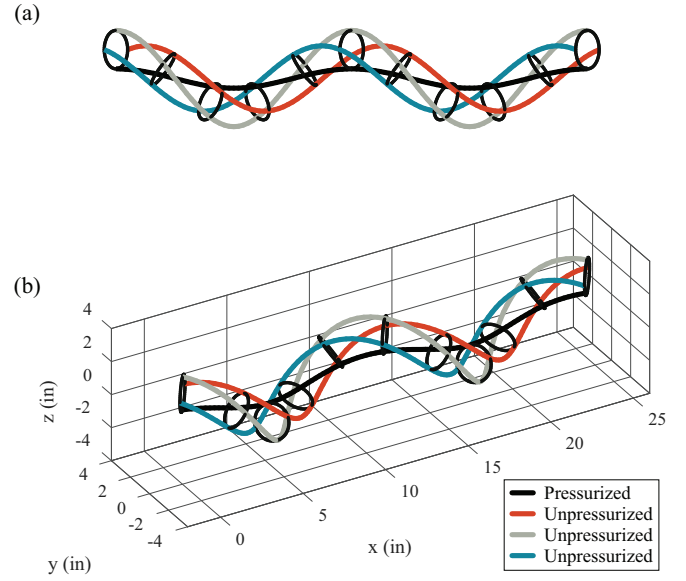 (a)
(b)
4
2
0
-2
-4
z (in)
4
2
0
-2
-4
y (in)
0
5
10
15
20
25
x (in)
Pressurized
Unpressurized
Unpressurized
Unpressurized